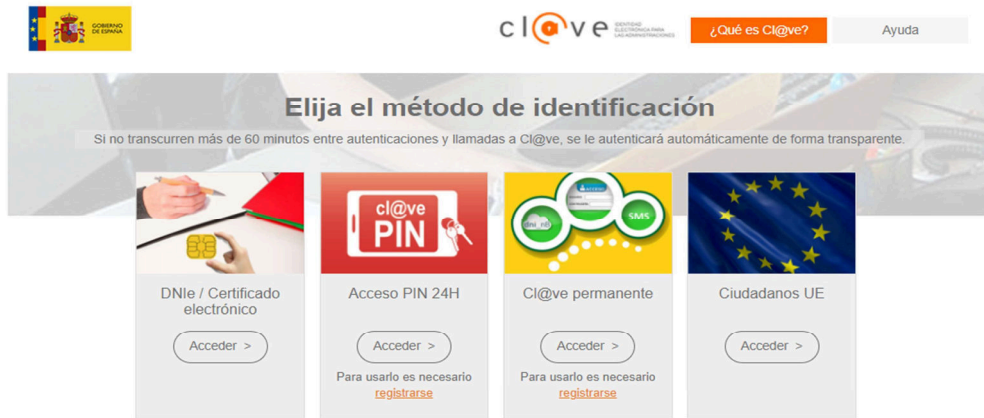 GOBIERNO
DE ESPAÑA
cl@ve
IDENTIDAD
ELECTRÓNICA PARA
LAS ADMINISTRACIONES
¿Qué es Cl@ve?
Ayuda
Elija el método de identificación
Si no transcurren más de 60 minutos entre autenticaciones y llamadas a Cl@ve, se le autenticará automáticamente de forma transparente.
cl@ve
PIN
ACCESO
dni_nb
SMS
DNIe / Certificado
electrónico
Acceso PIN 24H
Cl@ve permanente
Ciudadanos UE
Acceder >
Acceder >
Acceder >
Acceder >
Para usarlo es necesario
registrarse
Para usarlo es necesario
registrarse